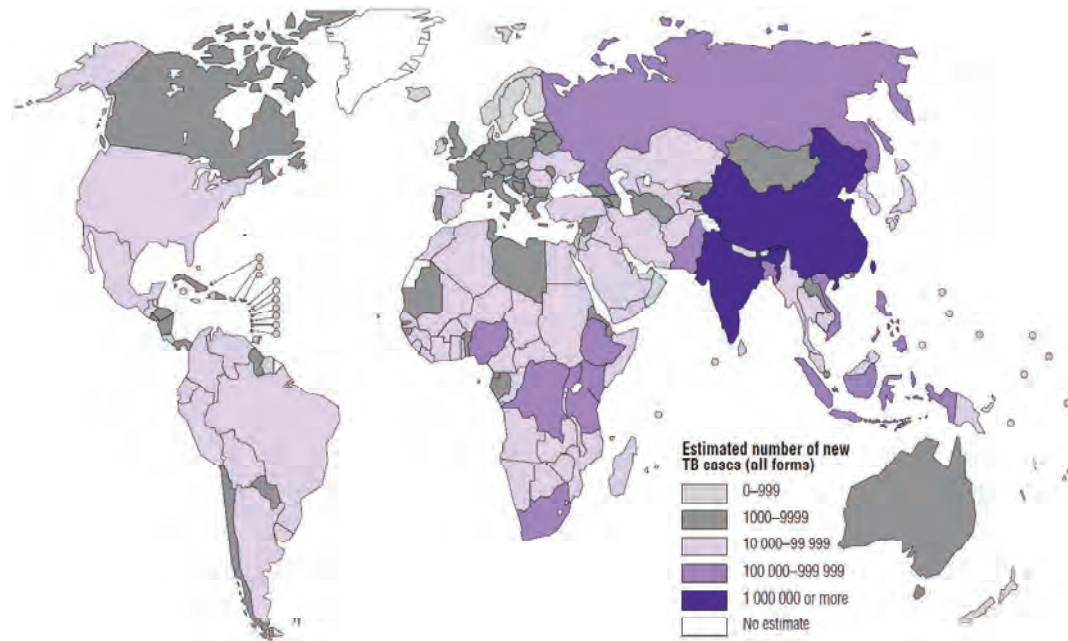 Estimated number of new
TB cases (all forms)
0–999
1000–9999
10 000–99 999
100 000–999 999
1 000 000 or more
No estimate